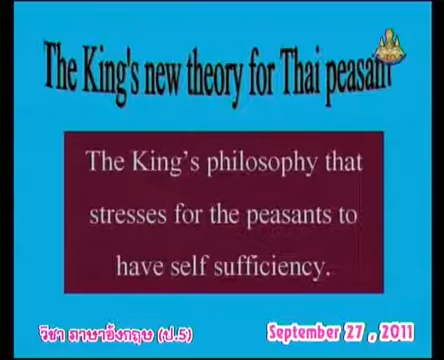 The King's new theory for Thai peasant
The King's philosophy that
stresses for the peasants to
have self sufficiency.
วิชา ภาษาอังกฤษ (ป.5)
September 27 , 2011